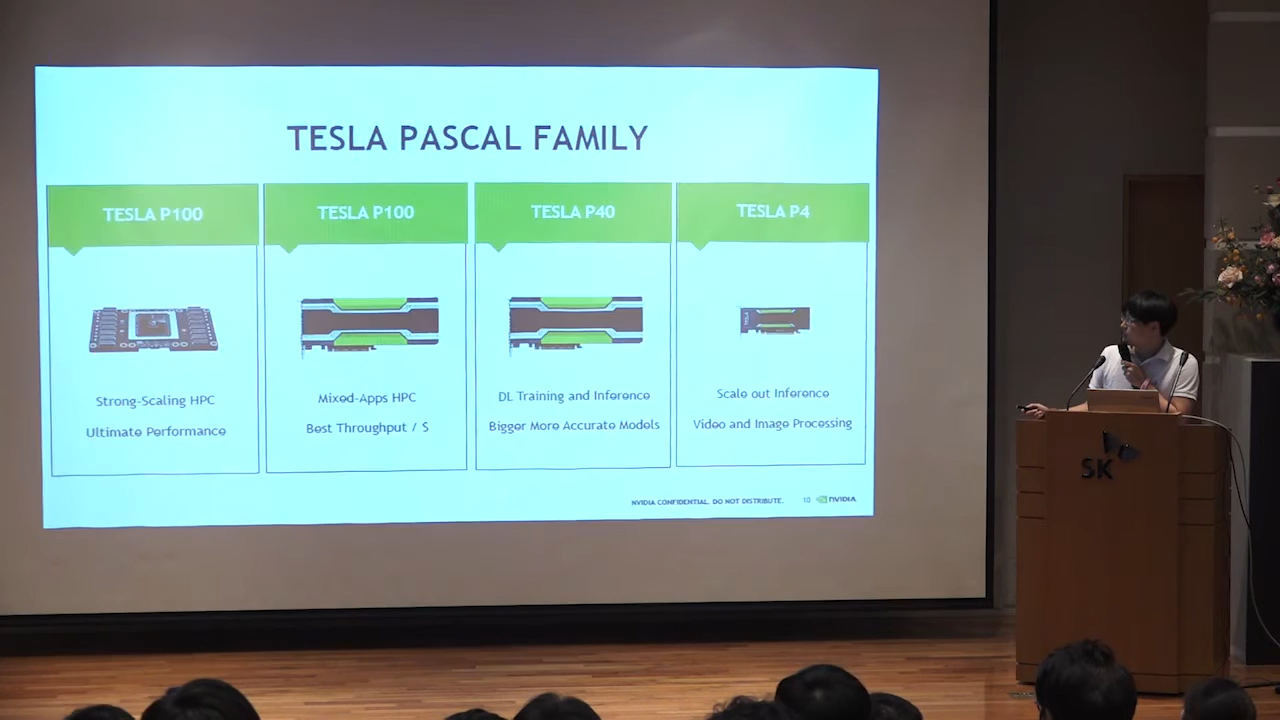 TESLA PASCAL FAMILY
TESLA P100
Strong-Scaling HPC
Ultimate Performance
TESLA P100
Mixed-Apps HPC
Best Throughput / $
TESLA P40
DL Training and Inference
Bigger More Accurate Models
TESLA P4
TESLA
Scale out Inference
Video and Image Processing
NVIDIA CONFIDENTIAL. DO NOT DISTRIBUTE.
10
NVIDIA.
SK